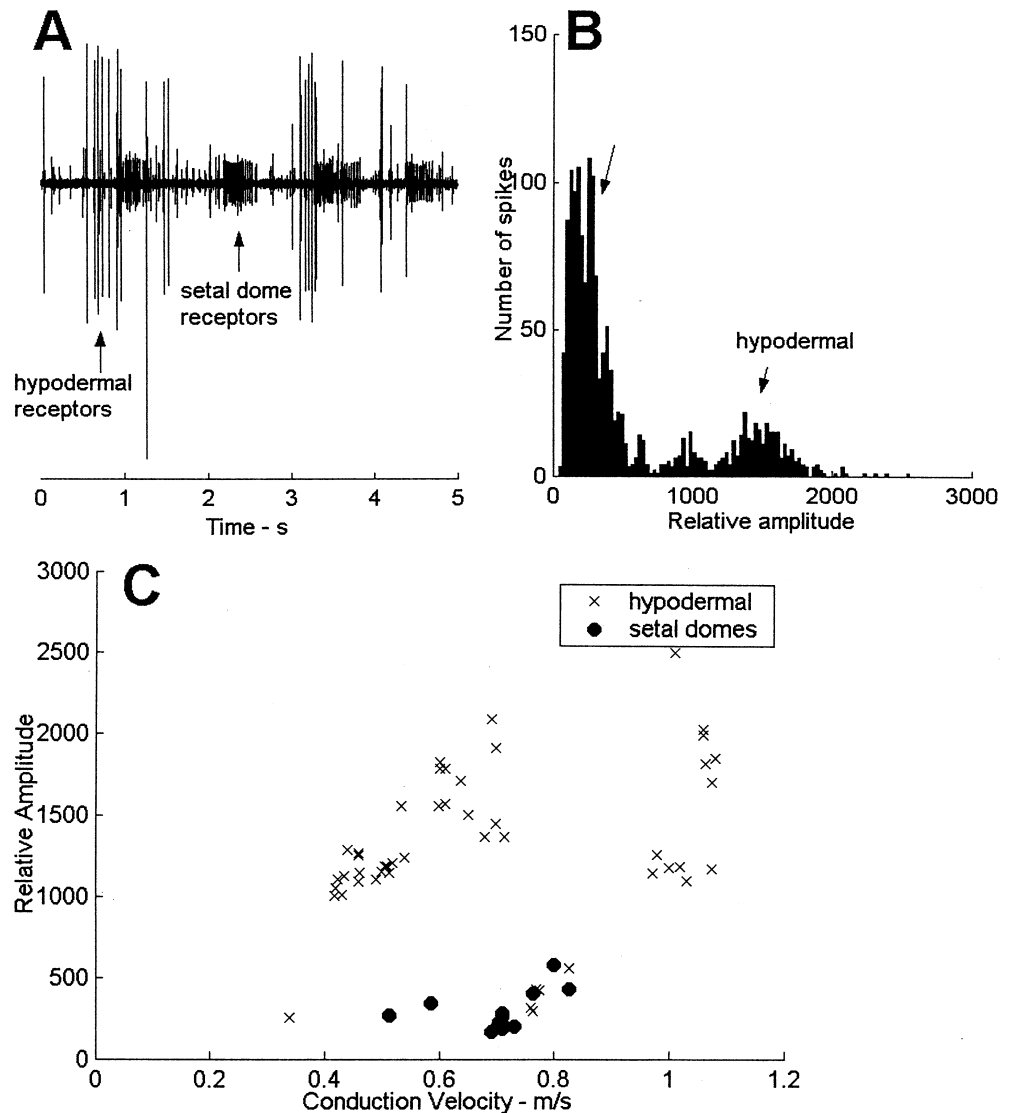 A
hypodermal
receptors
setal dome
receptors
0 1 2 3 4 5
Time - s
B
150
100
50
0
Number of spikes
hypodermal
0 1000 2000 3000
Relative amplitude
C
3000
2500
2000
1500
1000
500
0
Relative Amplitude
hypodermal
setal domes
0 0.2 0.4 0.6 0.8 1 1.2
Conduction Velocity - m/s